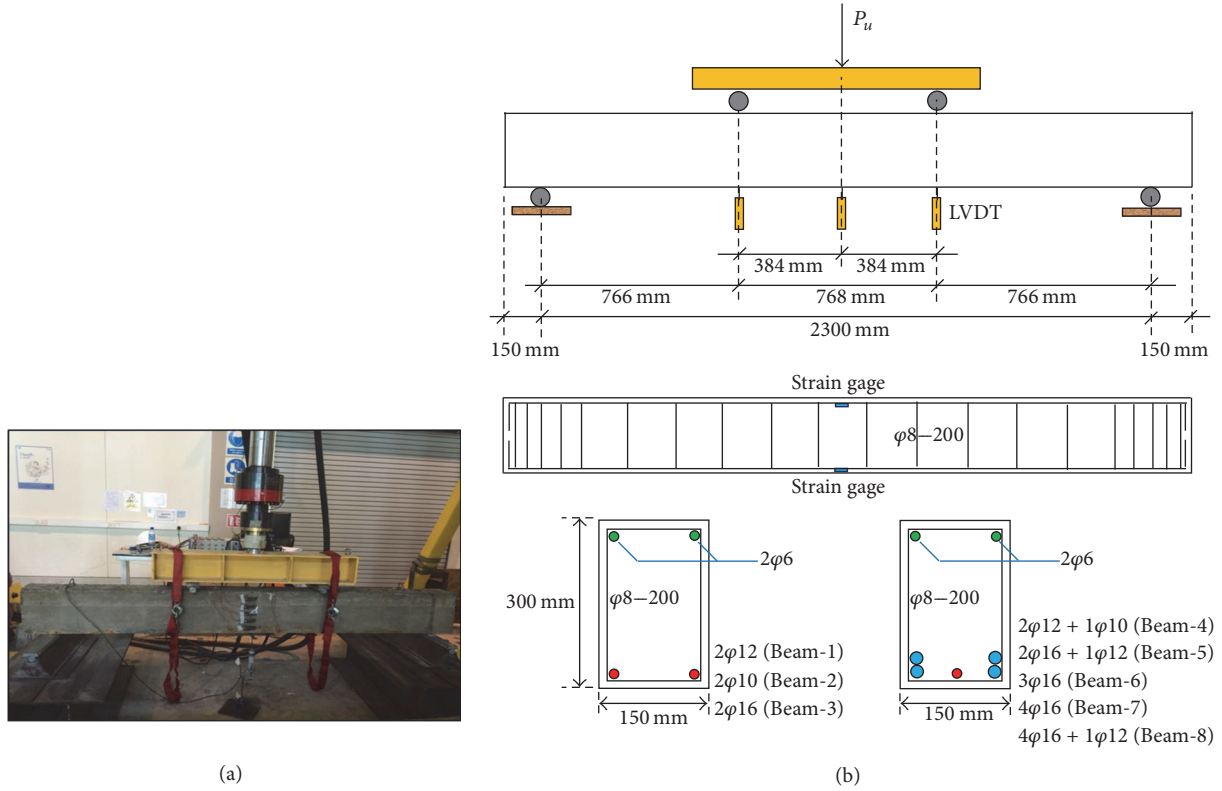 P_u
LVDT
384 mm 384 mm
766 mm 768 mm 766 mm
2300 mm
150 mm 150 mm
Strain gage
φ8–200
Strain gage
2φ6
300 mm
φ8–200
2φ12 (Beam-1)
2φ10 (Beam-2)
2φ16 (Beam-3)
150 mm
2φ6
φ8–200
2φ12 + 1φ10 (Beam-4)
2φ16 + 1φ12 (Beam-5)
3φ16 (Beam-6)
4φ16 (Beam-7)
4φ16 + 1φ12 (Beam-8)
150 mm
(a)
(b)